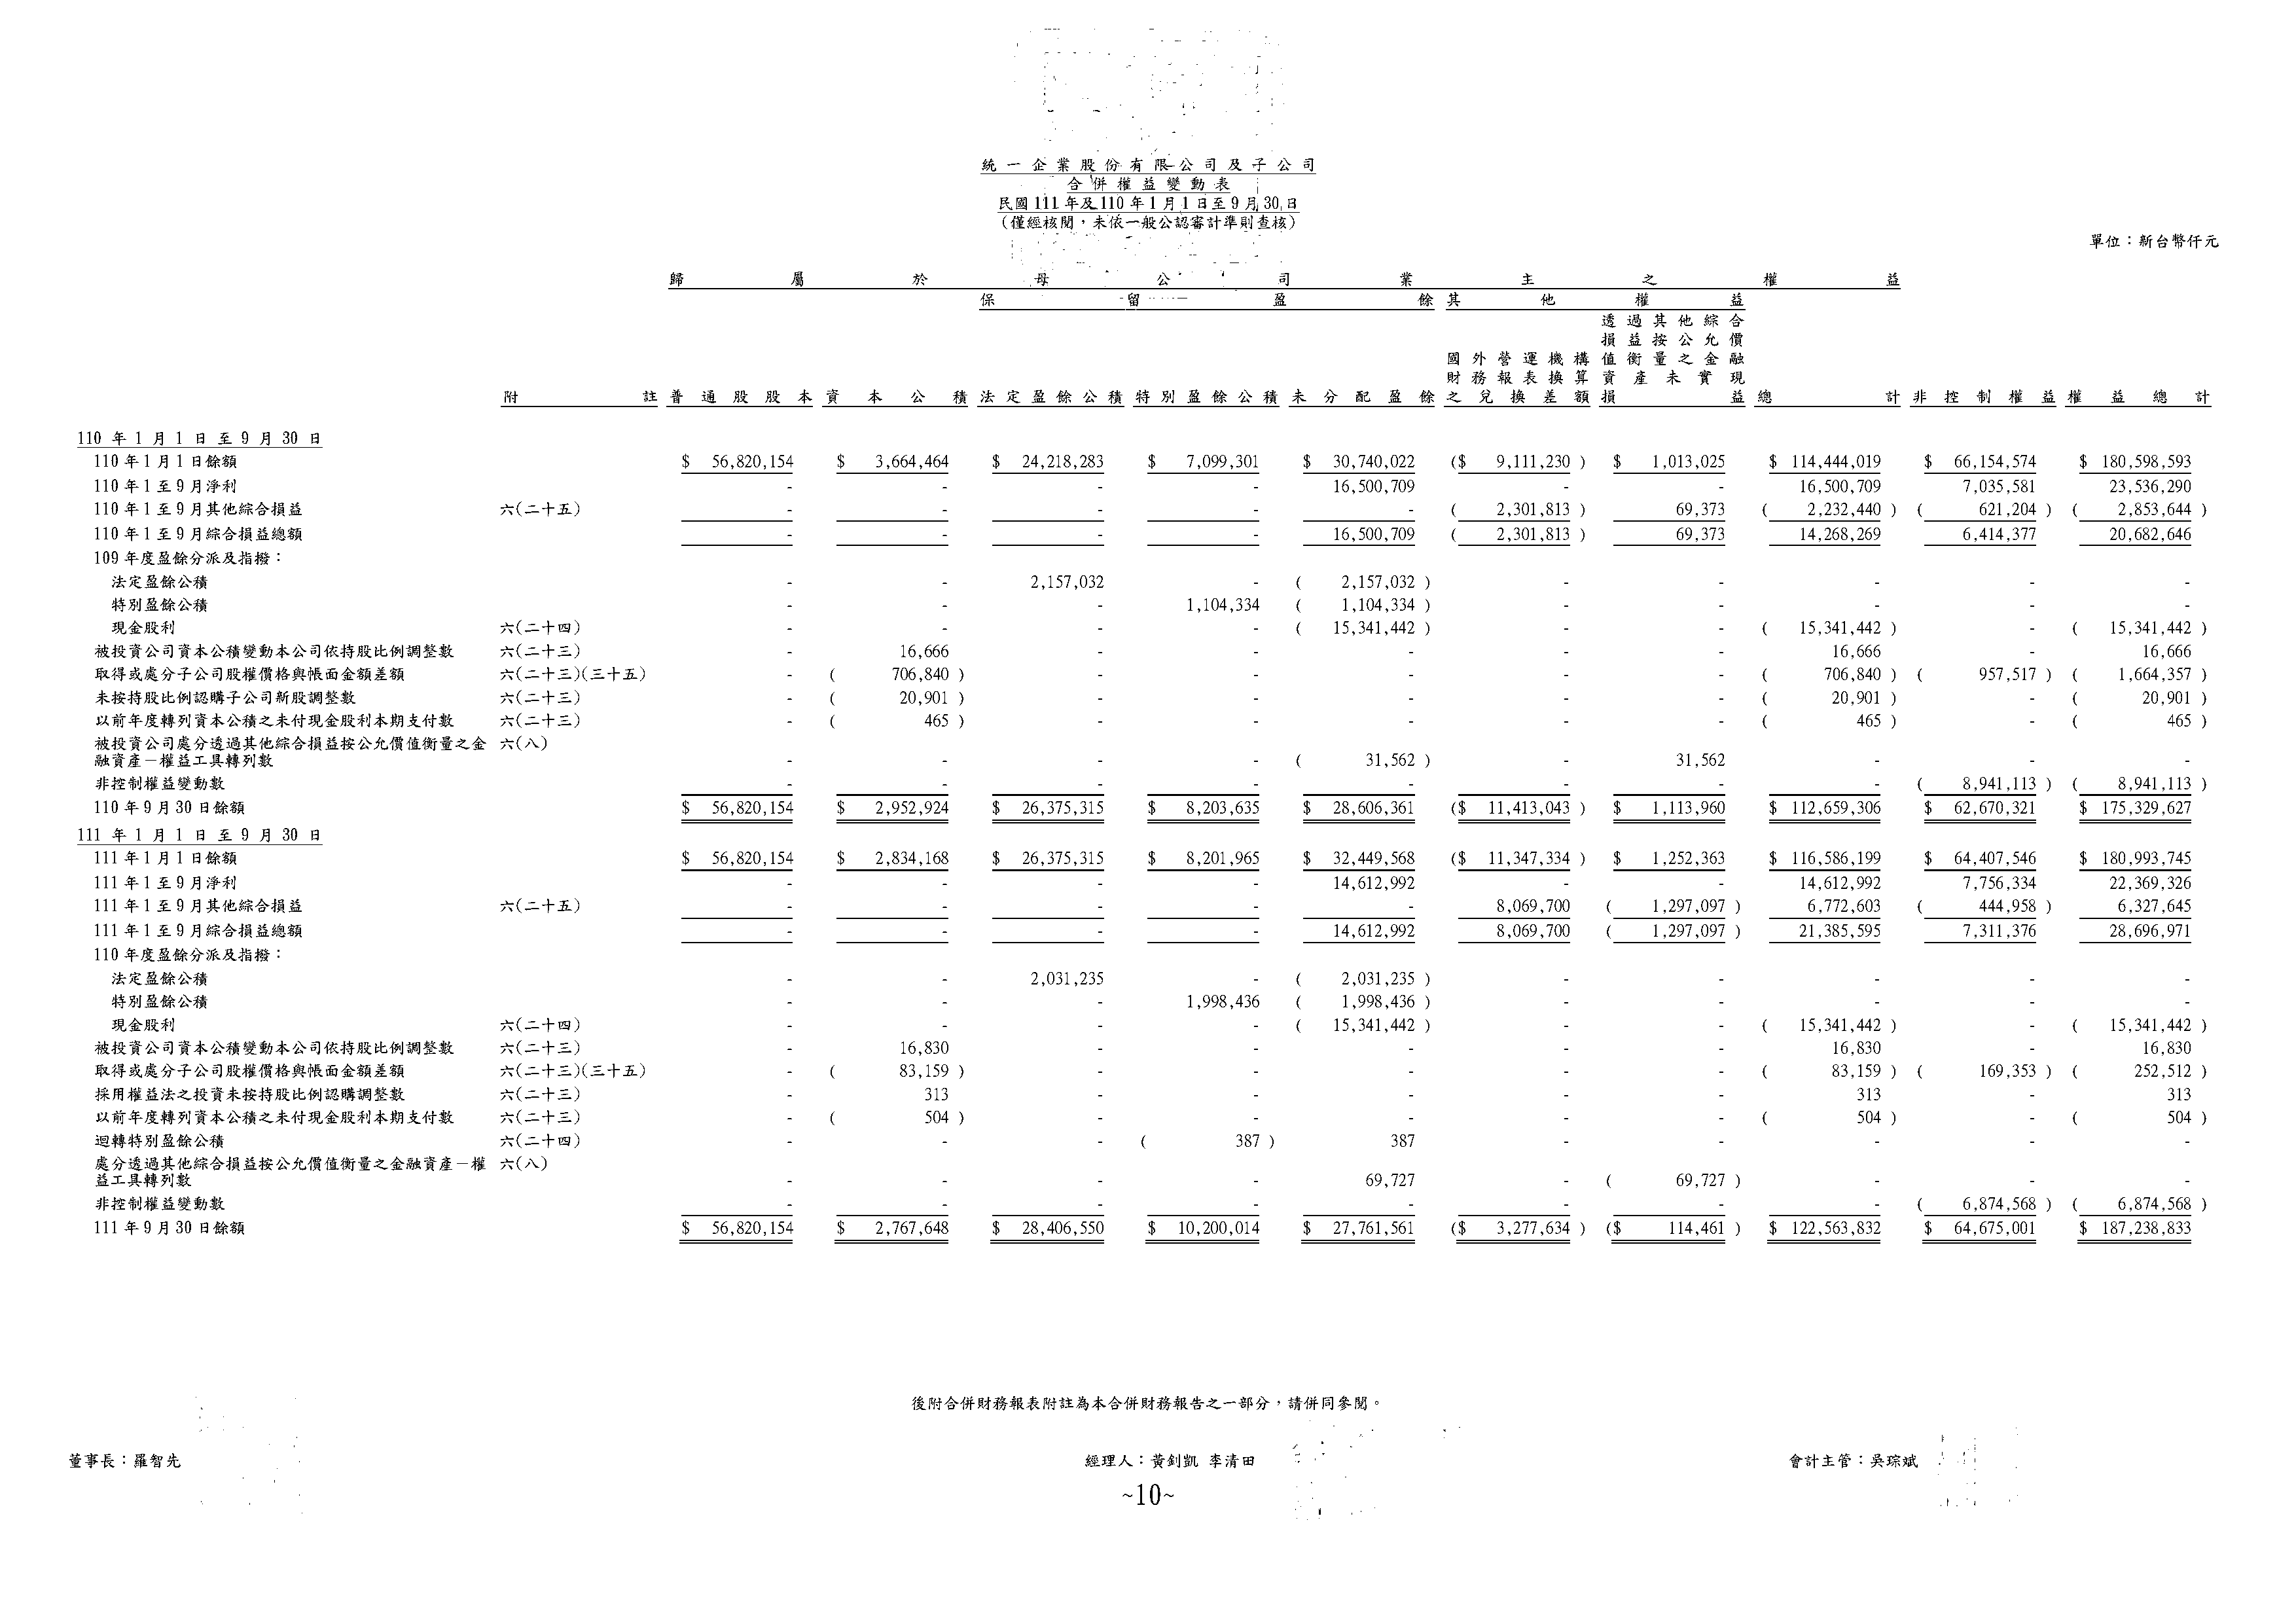 統一企業股份有限公司及子公司
合併權益變動表
民國111年及110年1月1日至9月30日
(僅經核閱,未依一般公認審計準則查核)
單位:新台幣仟元
歸屬於母公司業主之權益
保留盈餘 其他權益
附註 普通股股本 資本公積 法定盈餘公積 特別盈餘公積 未分配盈餘 國外營運機構財務報表換算之兌換差額 透過其他綜合損益按公允價值衡量之金融資產未實現損益 總計 非控制權益 權益總計
110年1月1日至9月30日
110年1月1日餘額 $ 56,820,154 $ 3,664,464 $ 24,218,283 $ 7,099,301 $ 30,740,022 ($ 9,111,230) $ 1,013,025 $ 114,444,019 $ 66,154,574 $ 180,598,593
110年1至9月淨利 - - - - 16,500,709 - - 16,500,709 7,035,581 23,536,290
110年1至9月其他綜合損益 六(二十五) - - - - - ( 2,301,813) 69,373 ( 2,232,440) ( 621,204) ( 2,853,644)
110年1至9月綜合損益總額 - - - - 16,500,709 ( 2,301,813) 69,373 14,268,269 6,414,377 20,682,646
109年度盈餘分派及指撥:
法定盈餘公積 - - 2,157,032 - ( 2,157,032) - - - - -
特別盈餘公積 - - - 1,104,334 ( 1,104,334) - - - - -
現金股利 六(二十四) - - - - ( 15,341,442) - - ( 15,341,442) - ( 15,341,442)
被投資公司資本公積變動本公司依持股比例調整數 六(二十三) - 16,666 - - - - - 16,666 - 16,666
取得或處分子公司股權價格與帳面金額差額 六(二十三)(三十五) - ( 706,840) - - - - - ( 706,840) ( 957,517) ( 1,664,357)
未按持股比例認購子公司新股調整數 六(二十三) - ( 20,901) - - - - - ( 20,901) - ( 20,901)
以前年度轉列資本公積之未付現金股利本期支付數 六(二十三) - ( 465) - - - - - ( 465) - ( 465)
被投資公司處分透過其他綜合損益按公允價值衡量之金 六(八)
融資產－權益工具轉列數 - - - - ( 31,562) - 31,562 - - -
非控制權益變動數 - - - - - - - - ( 8,941,113) ( 8,941,113)
110年9月30日餘額 $ 56,820,154 $ 2,952,924 $ 26,375,315 $ 8,203,635 $ 28,606,361 ($ 11,413,043) $ 1,113,960 $ 112,659,306 $ 62,670,321 $ 175,329,627
111年1月1日至9月30日
111年1月1日餘額 $ 56,820,154 $ 2,834,168 $ 26,375,315 $ 8,201,965 $ 32,449,568 ($ 11,347,334) $ 1,252,363 $ 116,586,199 $ 64,407,546 $ 180,993,745
111年1至9月淨利 - - - - 14,612,992 - - 14,612,992 7,756,334 22,369,326
111年1至9月其他綜合損益 六(二十五) - - - - - 8,069,700 ( 1,297,097) 6,772,603 ( 444,958) 6,327,645
111年1至9月綜合損益總額 - - - - 14,612,992 8,069,700 ( 1,297,097) 21,385,595 7,311,376 28,696,971
110年度盈餘分派及指撥:
法定盈餘公積 - - 2,031,235 - ( 2,031,235) - - - - -
特別盈餘公積 - - - 1,998,436 ( 1,998,436) - - - - -
現金股利 六(二十四) - - - - ( 15,341,442) - - ( 15,341,442) - ( 15,341,442)
被投資公司資本公積變動本公司依持股比例調整數 六(二十三) - 16,830 - - - - - 16,830 - 16,830
取得或處分子公司股權價格與帳面金額差額 六(二十三)(三十五) - ( 83,159) - - - - - ( 83,159) ( 169,353) ( 252,512)
採用權益法之投資未按持股比例認購調整數 六(二十三) - 313 - - - - - 313 - 313
以前年度轉列資本公積之未付現金股利本期支付數 六(二十三) - ( 504) - - - - - ( 504) - ( 504)
迴轉特別盈餘公積 六(二十四) - - - ( 387) 387 - - - - -
處分透過其他綜合損益按公允價值衡量之金融資產－權 六(八)
益工具轉列數 - - - - 69,727 - ( 69,727) - - -
非控制權益變動數 - - - - - - - - ( 6,874,568) ( 6,874,568)
111年9月30日餘額 $ 56,820,154 $ 2,767,648 $ 28,406,550 $ 10,200,014 $ 27,761,561 ($ 3,277,634) ($ 114,461) $ 122,563,832 $ 64,675,001 $ 187,238,833
後附合併財務報表附註為本合併財務報告之一部分,請併同參閱。
董事長:羅智先 經理人:黃釗凱 李清田 會計主管:吳琮斌
~10~